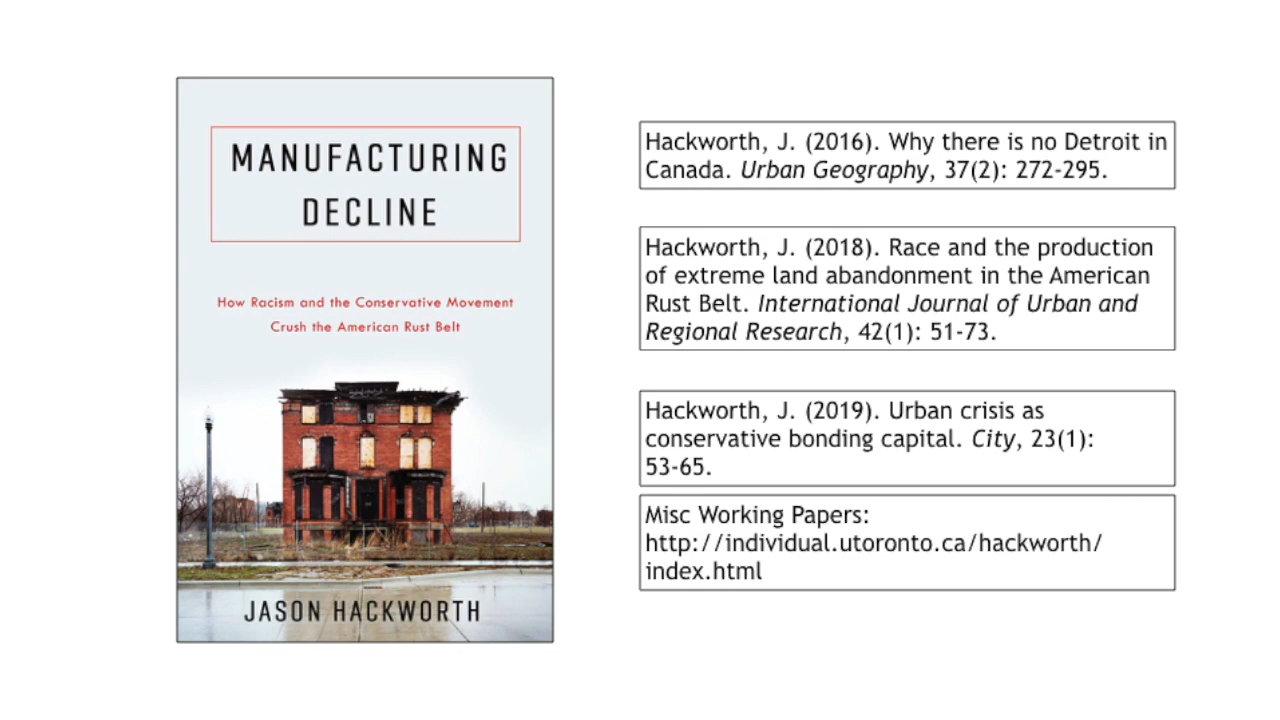 MANUFACTURING
DECLINE
How Racism and the Conservative Movement
Crush the American Rust Belt
JASON HACKWORTH
Hackworth, J. (2016). Why there is no Detroit in
Canada. Urban Geography, 37(2): 272-295.
Hackworth, J. (2018). Race and the production
of extreme land abandonment in the American
Rust Belt. International Journal of Urban and
Regional Research, 42(1): 51-73.
Hackworth, J. (2019). Urban crisis as
conservative bonding capital. City, 23(1):
53-65.
Misc Working Papers:
http://individual.utoronto.ca/hackworth/
index.html